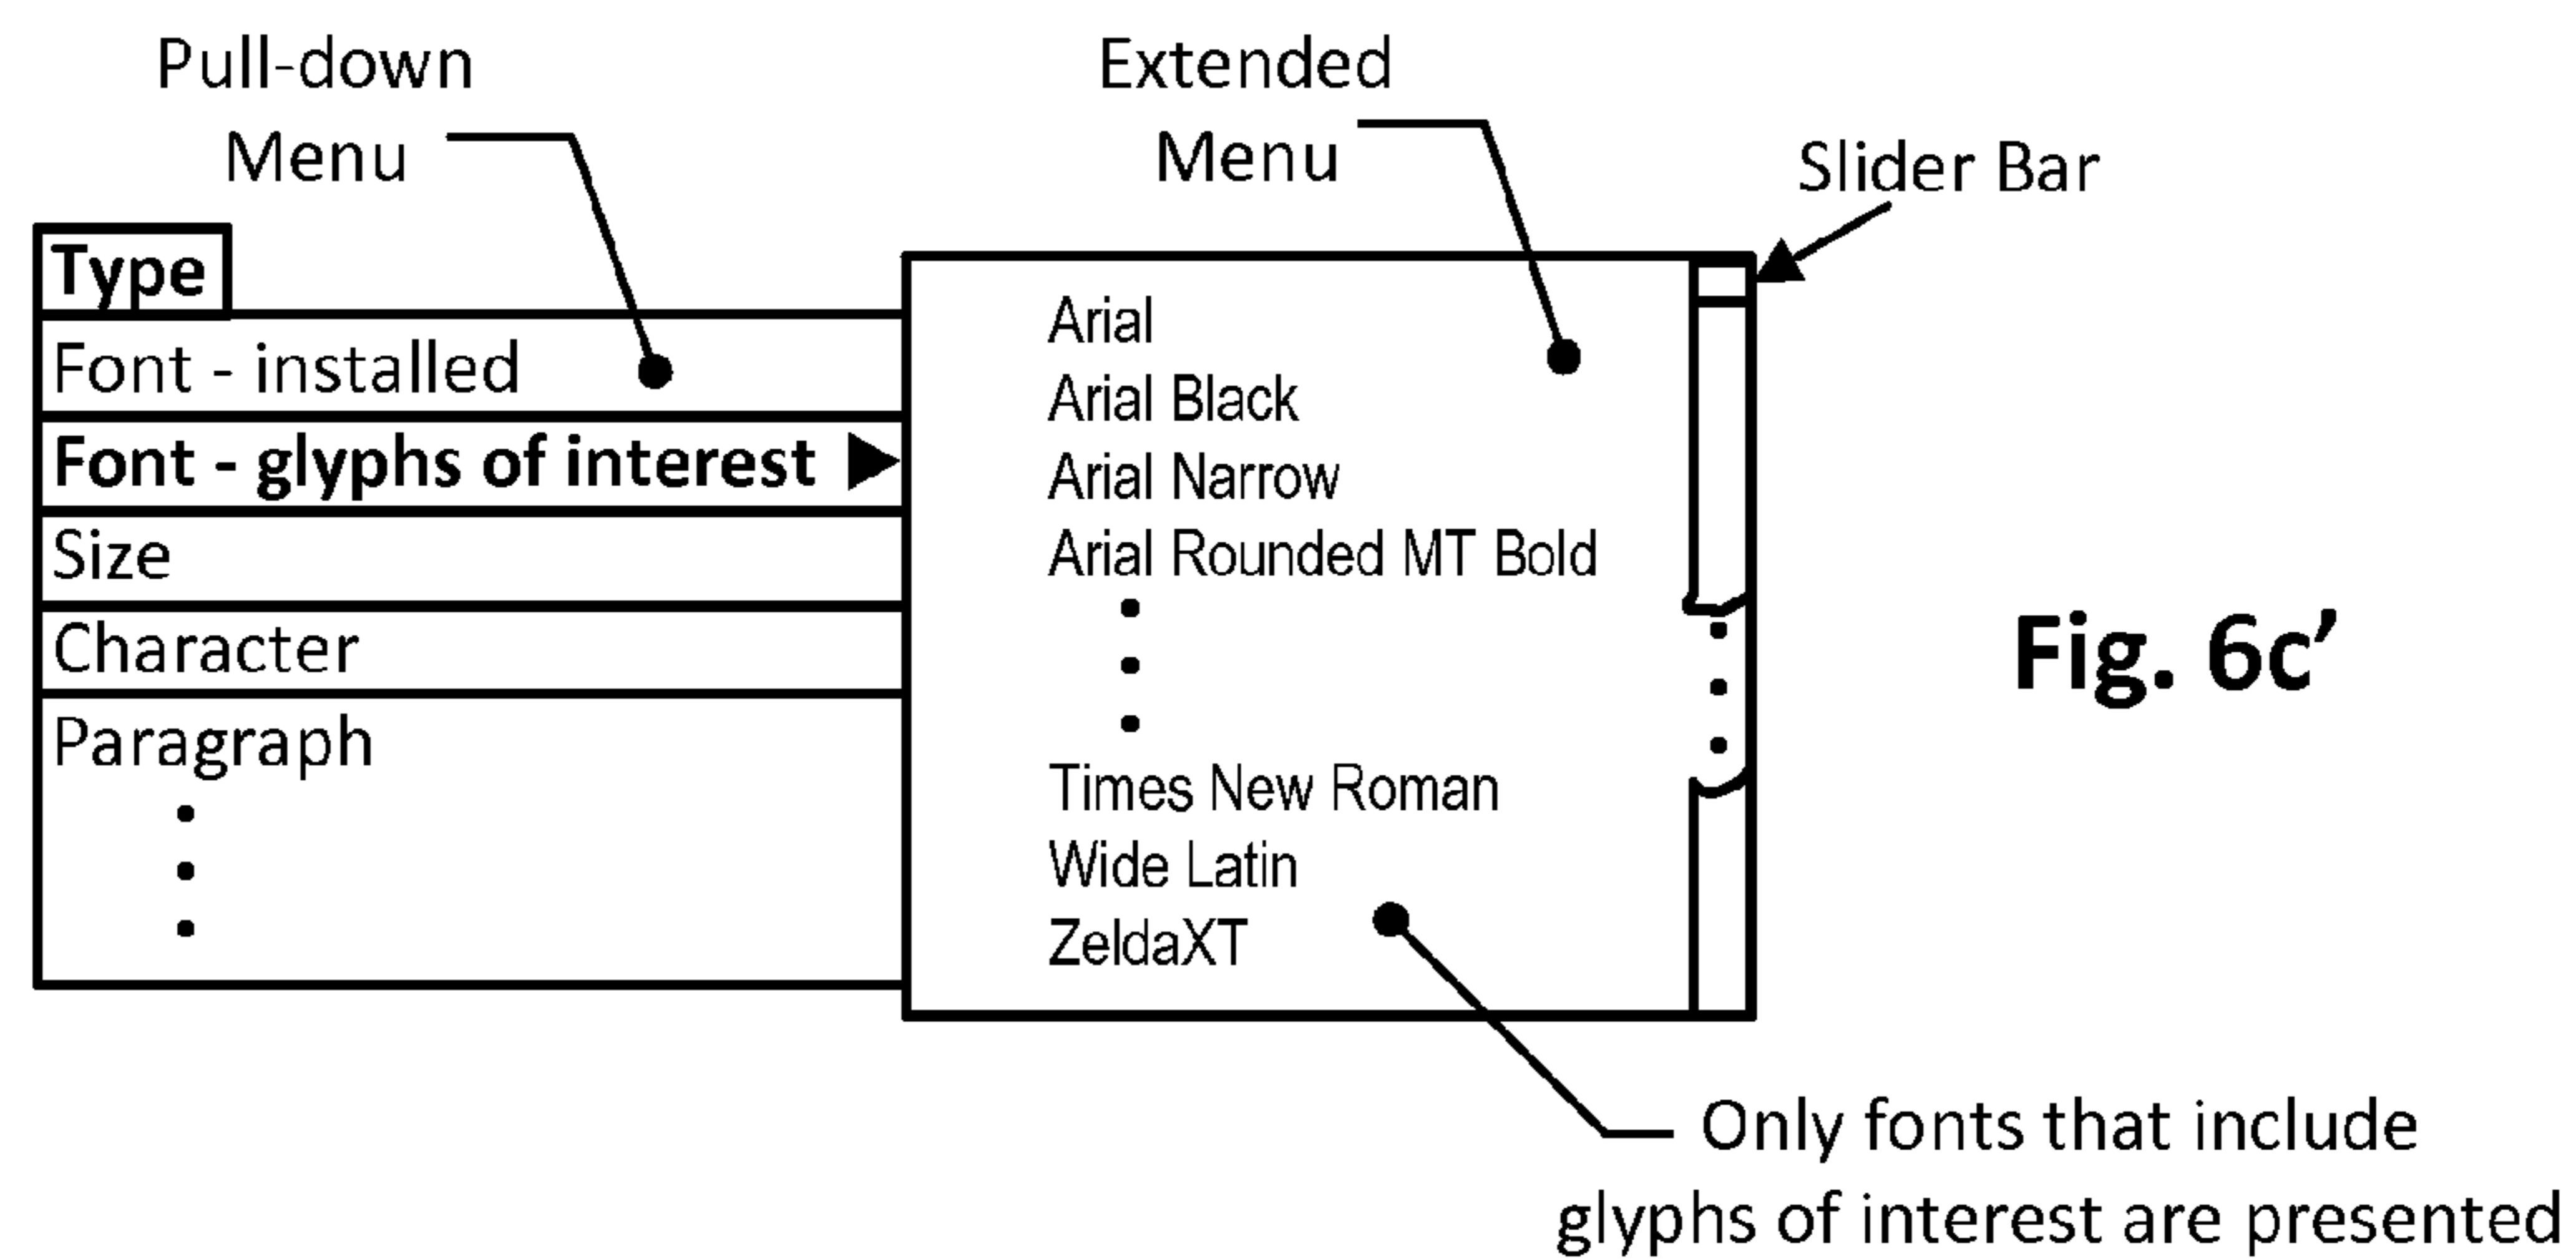 Pull-down
Menu
Extended
Menu
Slider Bar
Type
Font - installed
Font - glyphs of interest
Size
Character
Paragraph
Arial
Arial Black
Arial Narrow
Arial Rounded MT Bold
Times New Roman
Wide Latin
ZeldaXT
Fig. 6c’
Only fonts that include
glyphs of interest are presented